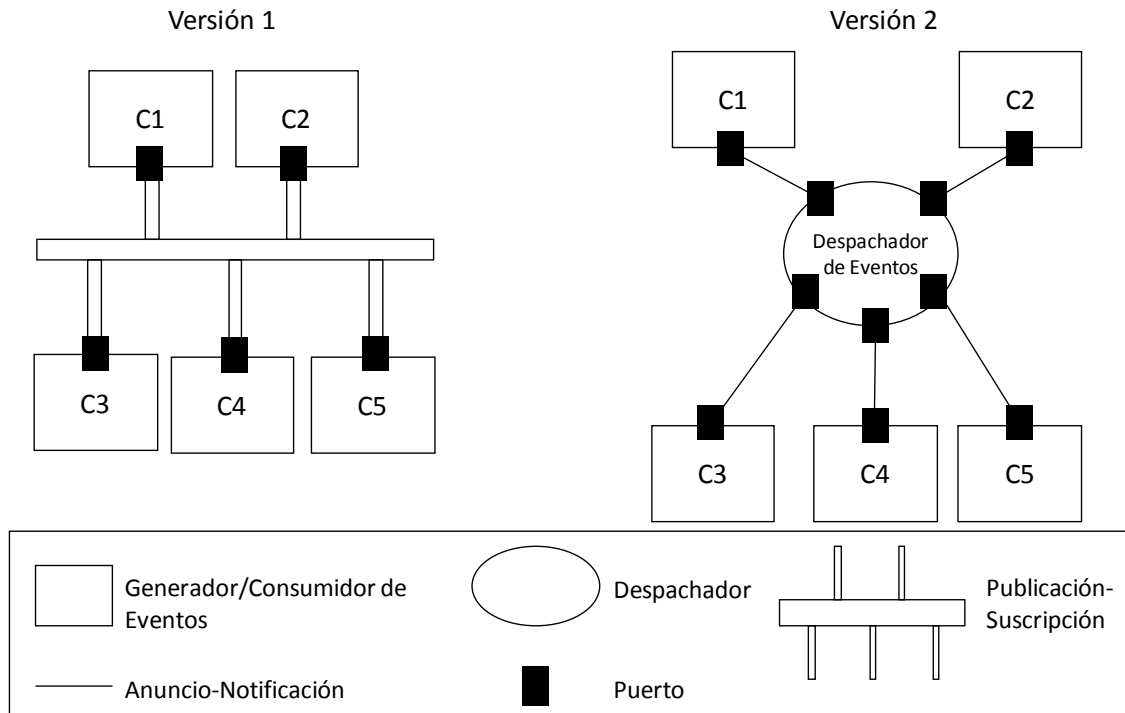 Versión 1
Versión 2
C1
C2
C1
C2
Despachador
de Eventos
C3
C4
C5
C3
C4
C5
Generador/Consumidor de
Eventos
Despachador
Publicación-
Suscripción
Anuncio-Notificación
Puerto